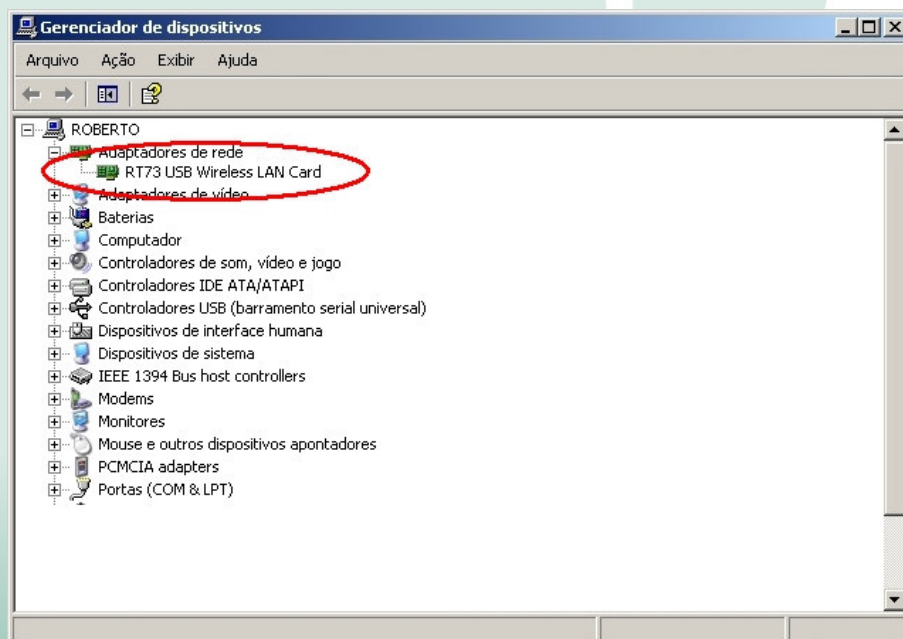 Gerenciador de dispositivos
Arquivo Ação Exibir Ajuda
ROBERTO
Adaptadores de rede
RT73 USB Wireless LAN Card
Adaptadores de vídeo
Baterias
Computador
Controladores de som, vídeo e jogo
Controladores IDE ATA/ATAPI
Controladores USB (barramento serial universal)
Dispositivos de interface humana
Dispositivos de sistema
IEEE 1394 Bus host controllers
Modems
Monitores
Mouse e outros dispositivos apontadores
PCMCIA adapters
Portas (COM & LPT)